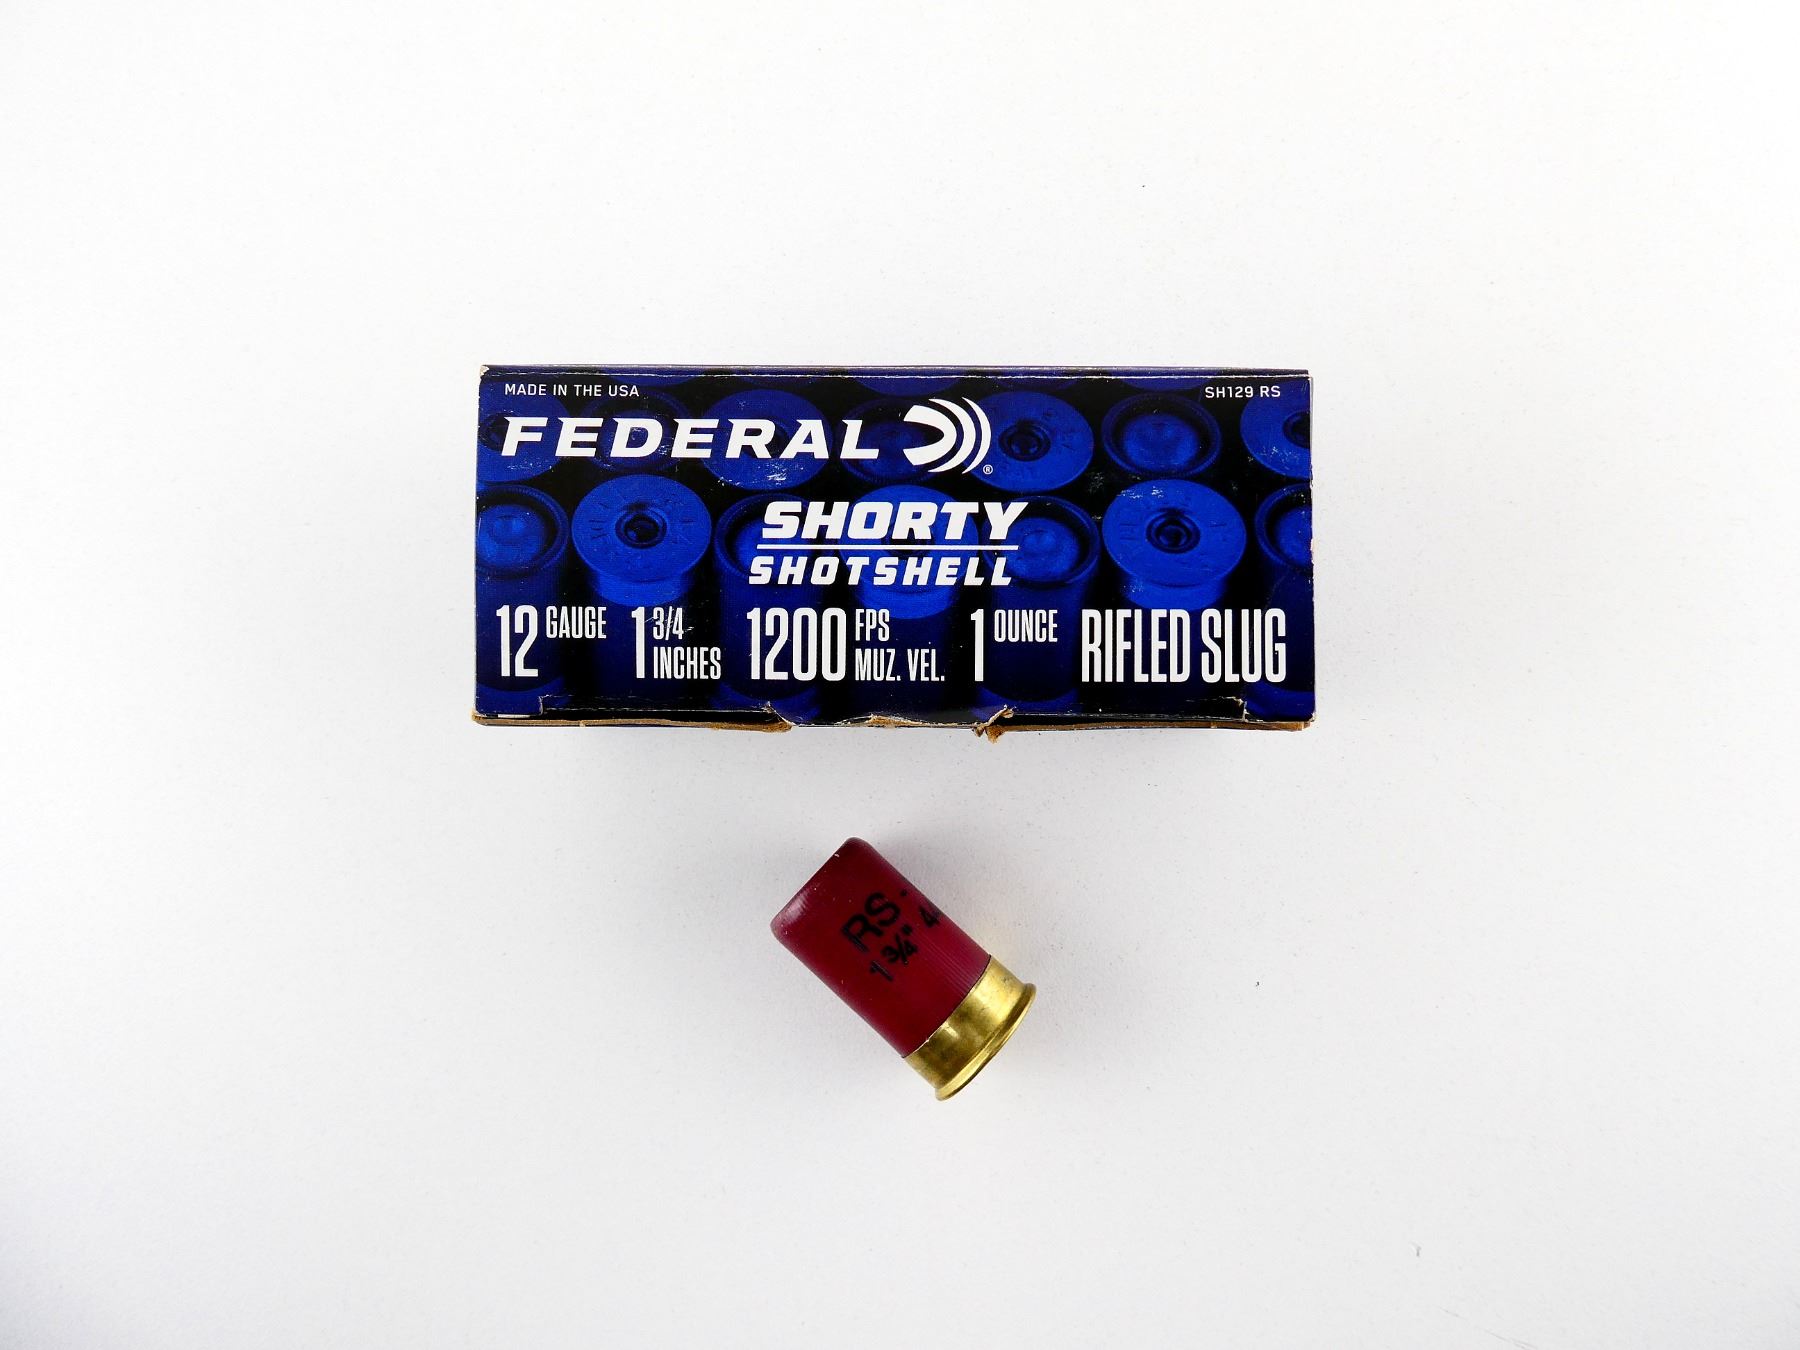 MADE IN THE USA
SH129 RS
FEDERAL ®
SHORTY
SHOTSHELL
12 GAUGE 1 3/4 INCHES 1200 FPS MUZ. VEL. 1 OUNCE RIFLED SLUG
RS
1 3/4"